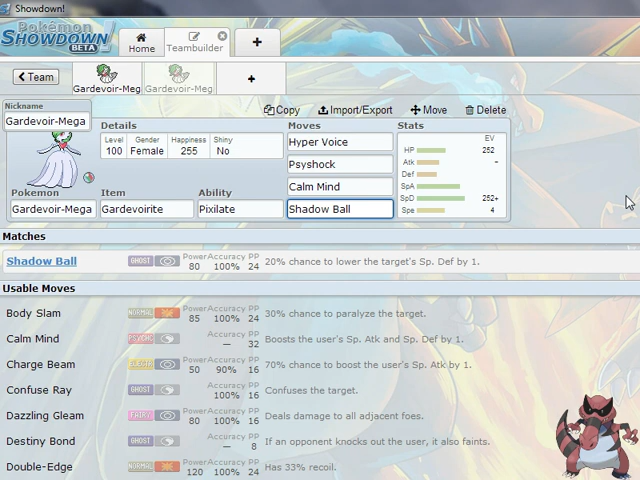 Showdown!
Pokémon
SHOWDOWN
BETA
Home
Teambuilder
+
Team
Gardevoir-Meg
Gardevoir-Meg
+
Copy Import/Export Move Delete
Nickname
Gardevoir-Mega
Details
Level Gender Happiness Shiny
100 Female 255 No
Pokemon Item Ability
Gardevoir-Mega Gardevoirite Pixilate
Moves
Hyper Voice
Psyshock
Calm Mind
Shadow Ball
Stats
EV
HP 252
Atk -
Def
SpA
SpD 252+
Spe 4
Matches
Shadow Ball GHOST Power 80 Accuracy 100% PP 24 20% chance to lower the target's Sp. Def by 1.
Usable Moves
Body Slam NORMAL Power 85 Accuracy 100% PP 24 30% chance to paralyze the target.
Calm Mind PSYCHC Accuracy — PP 32 Boosts the user's Sp. Atk and Sp. Def by 1.
Charge Beam ELECTR Power 50 Accuracy 90% PP 16 70% chance to boost the user's Sp. Atk by 1.
Confuse Ray GHOST Accuracy 100% PP 16 Confuses the target.
Dazzling Gleam FAIRY Power 80 Accuracy 100% PP 16 Deals damage to all adjacent foes.
Destiny Bond GHOST Accuracy — PP 8 If an opponent knocks out the user, it also faints.
Double-Edge NORMAL Power 120 Accuracy 100% PP 24 Has 33% recoil.